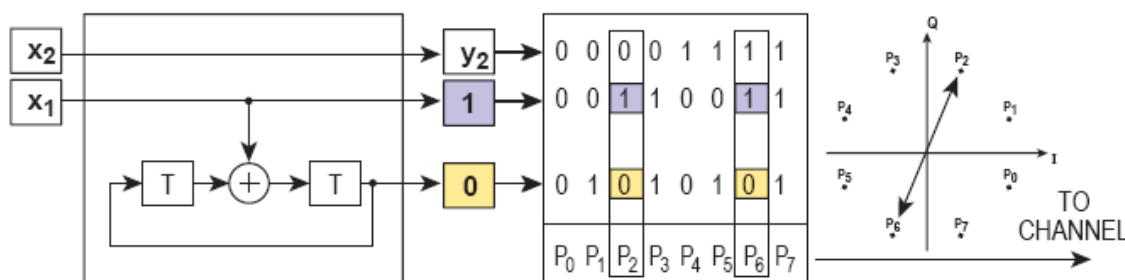 x₂
y₂
0 0 0 0 1 1 1 1
x₁
1
0 0 1 1 0 0 1 1
T
+
T
0
0 1 0 1 0 1 0 1
P₀ P₁ P₂ P₃ P₄ P₅ P₆ P₇
Q
P₃
P₂
P₄
P₁
I
P₅
P₀
P₆
P₇
TO
CHANNEL